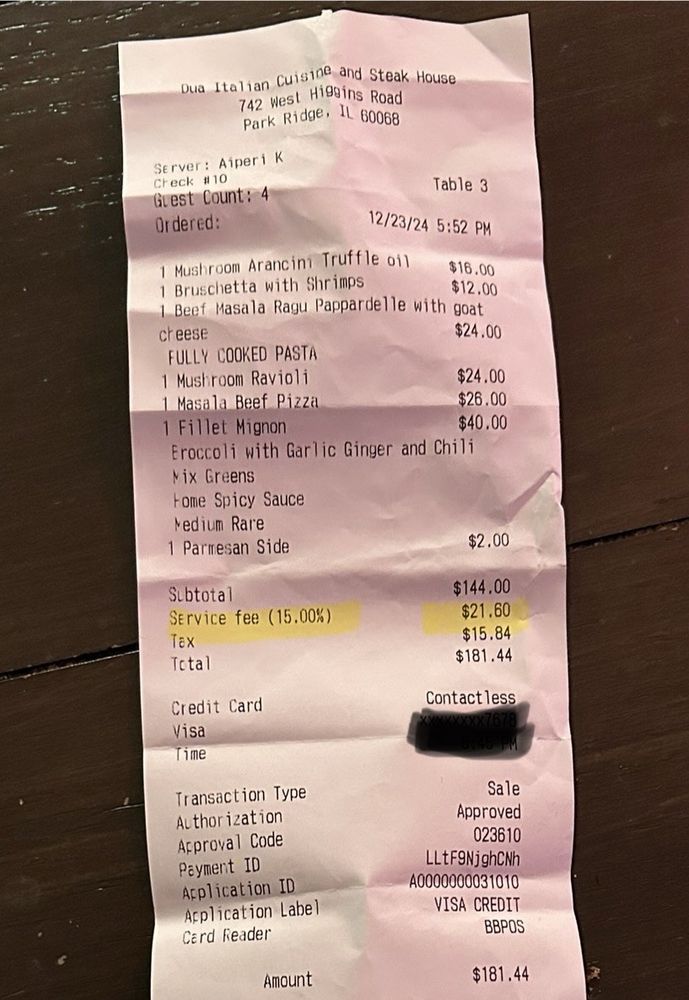 Dua Italian Cuisine and Steak House
742 West Higgins Road
Park Ridge, IL 60068
Server: Aiperi K
Check #10
Table 3
Guest Count: 4
Ordered: 12/23/24 5:52 PM
1 Mushroom Arancini Truffle oil $16.00
1 Bruschetta with Shrimps $12.00
1 Beef Masala Ragu Pappardelle with goat
cheese $24.00
FULLY COOKED PASTA
1 Mushroom Ravioli $24.00
1 Masala Beef Pizza $26.00
1 Fillet Mignon $40.00
Broccoli with Garlic Ginger and Chili
Mix Greens
Home Spicy Sauce
Medium Rare
1 Parmesan Side $2.00
Subtotal $144.00
Service fee (15.00%) $21.60
Tax $15.84
Total $181.44
Credit Card Contactless
Visa
Time
Transaction Type Sale
Authorization Approved
Approval Code 023610
Payment ID LLtF9NjghCNh
Application ID A0000000031010
Application Label VISA CREDIT
Card Reader BBPOS
Amount $181.44